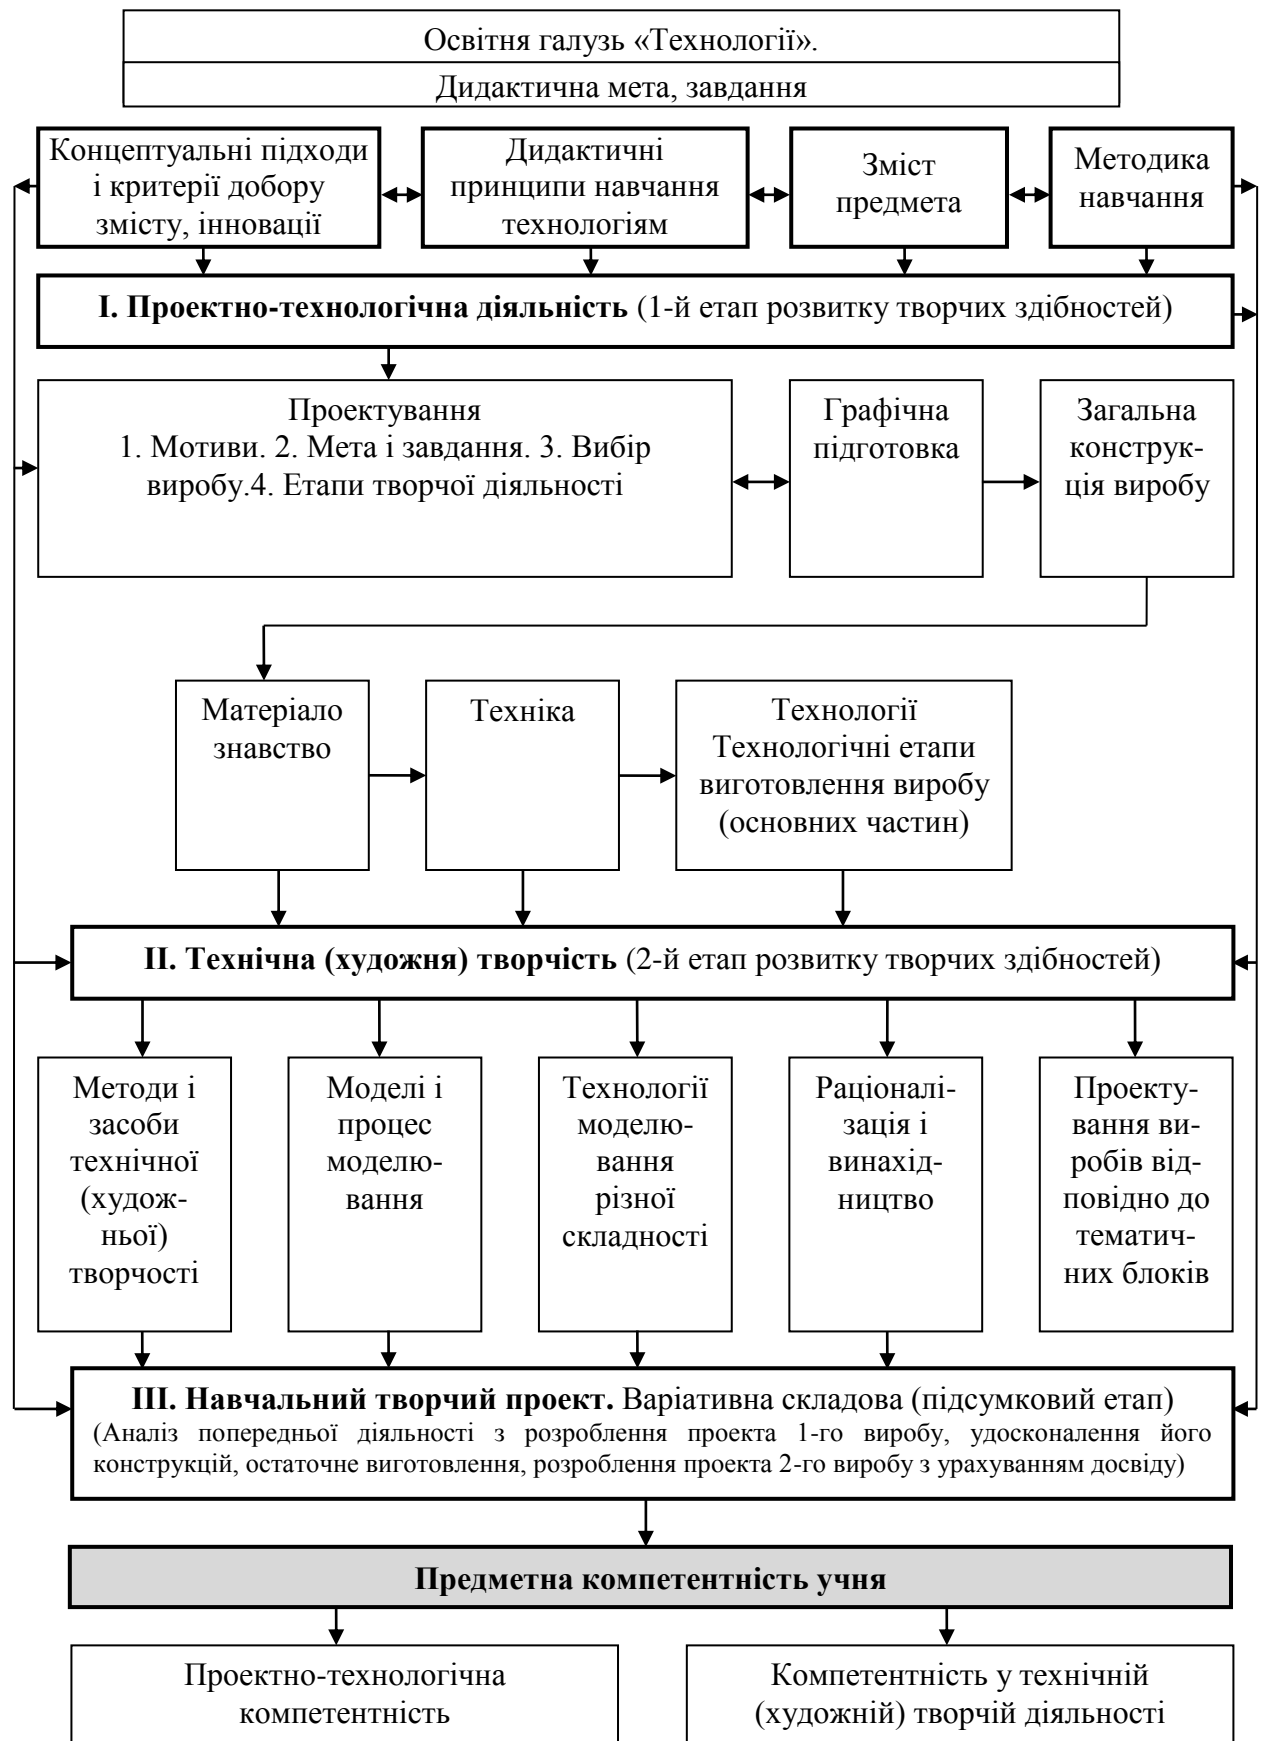 Освітня галузь «Технології».
Дидактична мета, завдання
Концептуальні підходи
і критерії добору
змісту, інновації
Дидактичні
принципи навчання
технологіям
Зміст
предмета
Методика
навчання
І. Проектно-технологічна діяльність (1-й етап розвитку творчих здібностей)
Проектування
1. Мотиви. 2. Мета і завдання. 3. Вибір
виробу.4. Етапи творчої діяльності
Графічна
підготовка
Загальна
конструк-
ція виробу
Матеріало
знавство
Техніка
Технології
Технологічні етапи
виготовлення виробу
(основних частин)
ІІ. Технічна (художня) творчість (2-й етап розвитку творчих здібностей)
Методи і
засоби
технічної
(худож-
ньої)
творчості
Моделі і
процес
моделю-
вання
Технології
моделю-
вання
різної
складності
Раціоналі-
зація і
винахід-
ництво
Проекту-
вання ви-
робів від-
повідно до
тематич-
них блоків
ІІІ. Навчальний творчий проект. Варіативна складова (підсумковий етап)
(Аналіз попередньої діяльності з розроблення проекта 1-го виробу, удосконалення його
конструкцій, остаточне виготовлення, розроблення проекта 2-го виробу з урахуванням досвіду)
Предметна компетентність учня
Проектно-технологічна
компетентність
Компетентність у технічній
(художній) творчій діяльності